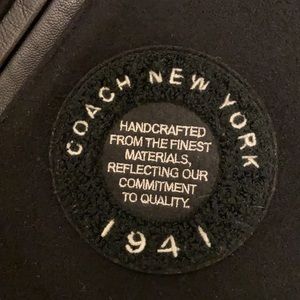 COACH NEW YORK
HANDCRAFTED
FROM THE FINEST
MATERIALS,
REFLECTING OUR
COMMITMENT
TO QUALITY.
1941